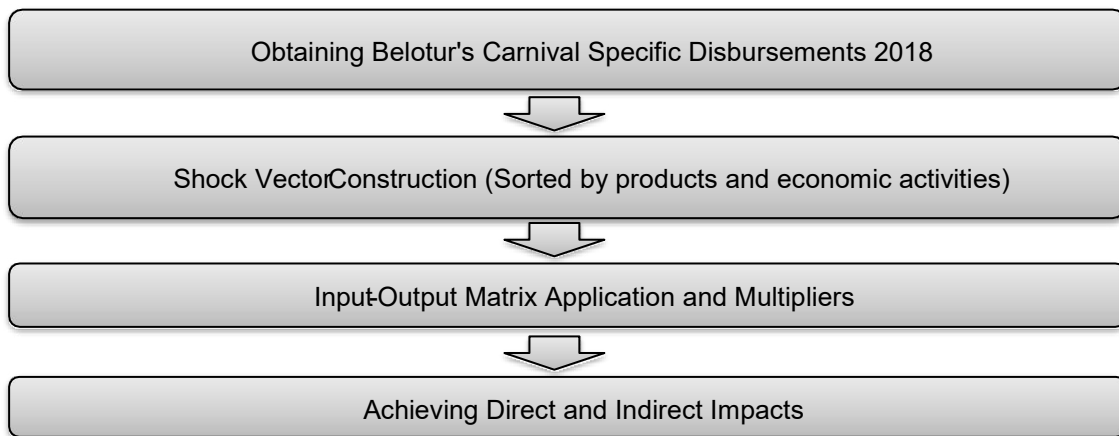 Obtaining Belotur's Carnival Specific Disbursements 2018
Shock VectorConstruction (Sorted by products and economic activities)
Input-Output Matrix Application and Multipliers
Achieving Direct and Indirect Impacts